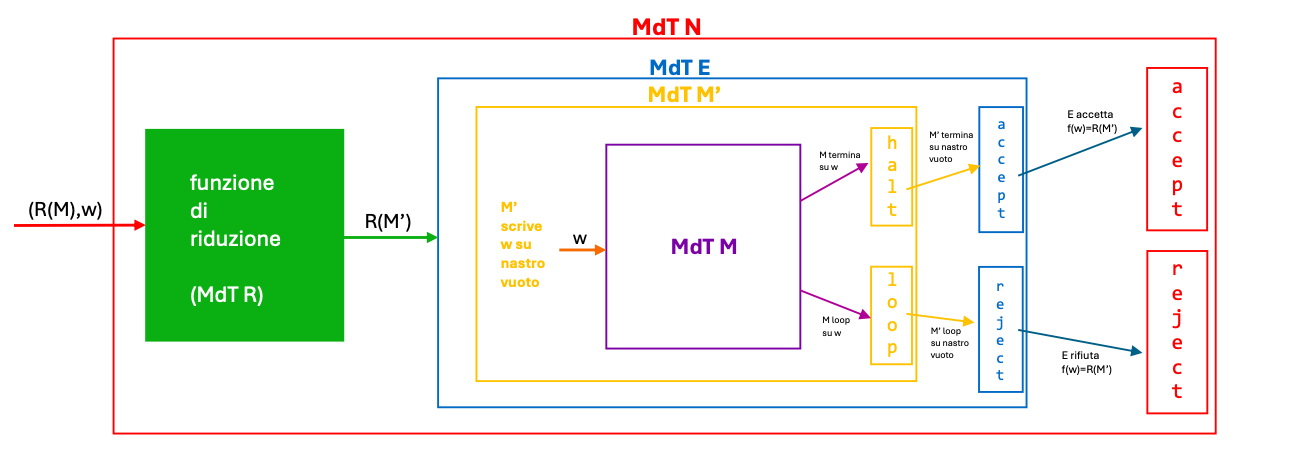 MdT N
MdT E
MdT M’
(R(M),w)
funzione
di
riduzione
(MdT R)
R(M’)
M’
scrive
w su
nastro
vuoto
w
MdT M
M termina
su w
M loop
su w
halt
loop
M’ termina
su nastro
vuoto
M’ loop
su nastro
vuoto
accept
reject
E accetta
f(w)=R(M’)
E rifiuta
f(w)=R(M’)
accept
reject